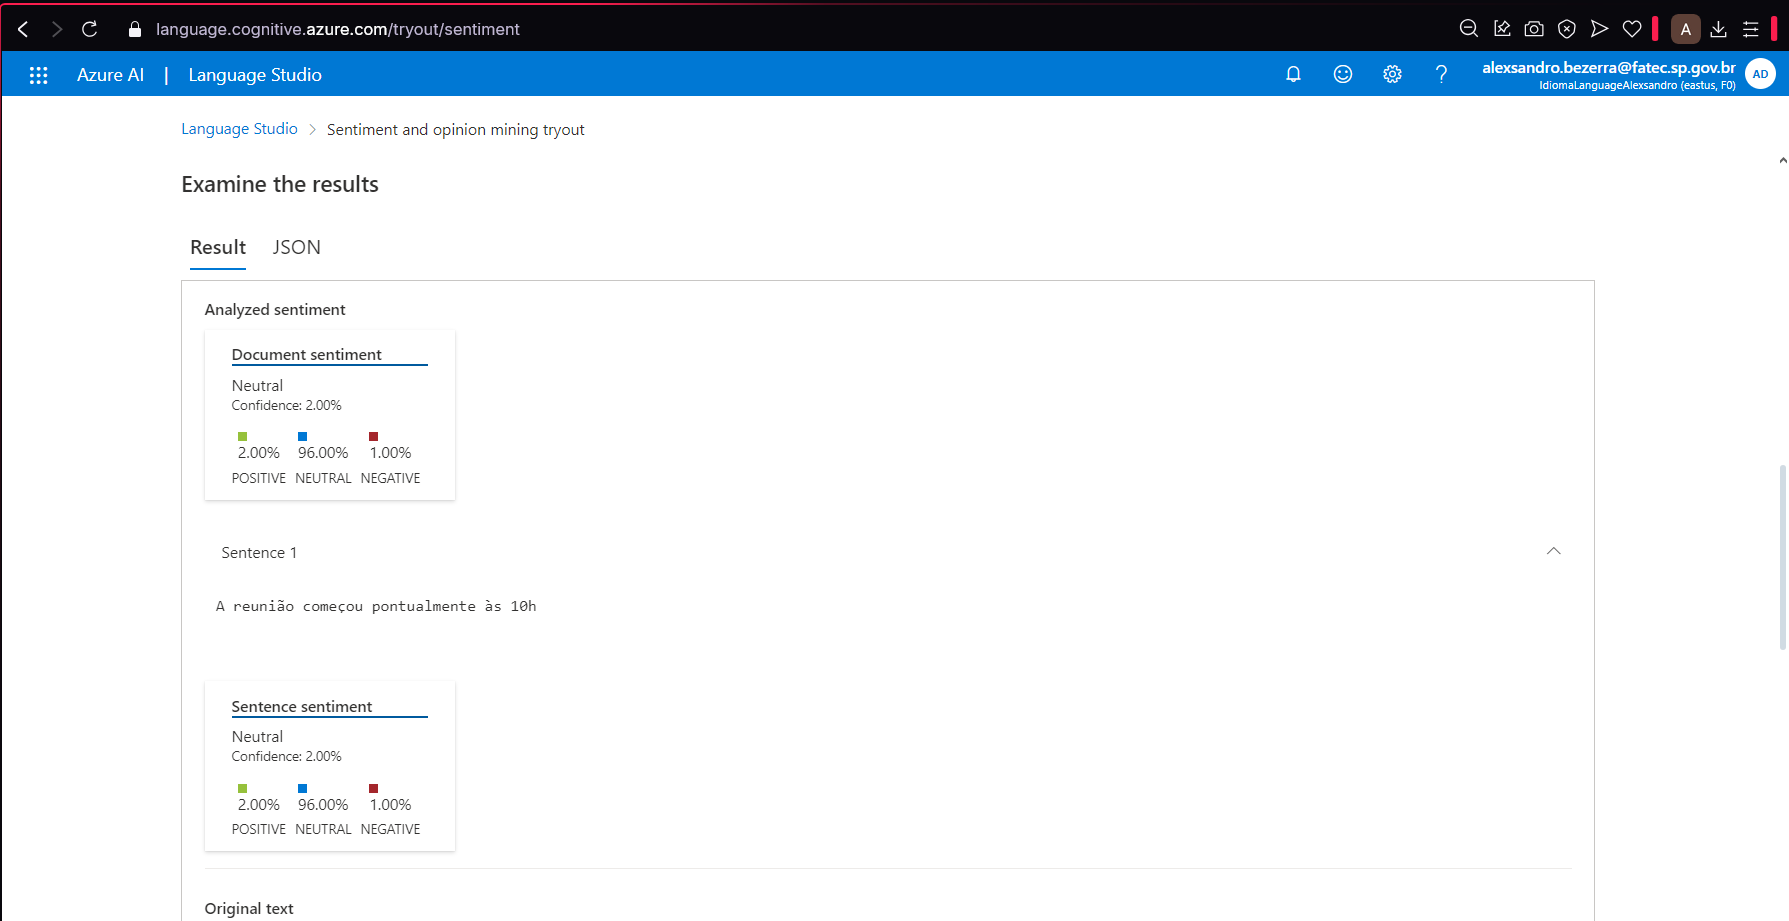 language.cognitive.azure.com/tryout/sentiment
A
Azure AI | Language Studio
alexsandro.bezerra@fatec.sp.gov.br
IdiomaLanguageAlexsandro (eastus, F0)
AD
Language Studio > Sentiment and opinion mining tryout
Examine the results
Result JSON
Analyzed sentiment
Document sentiment
Neutral
Confidence: 2.00%
2.00% 96.00% 1.00%
POSITIVE NEUTRAL NEGATIVE
Sentence 1
A reunião começou pontualmente às 10h
Sentence sentiment
Neutral
Confidence: 2.00%
2.00% 96.00% 1.00%
POSITIVE NEUTRAL NEGATIVE
Original text